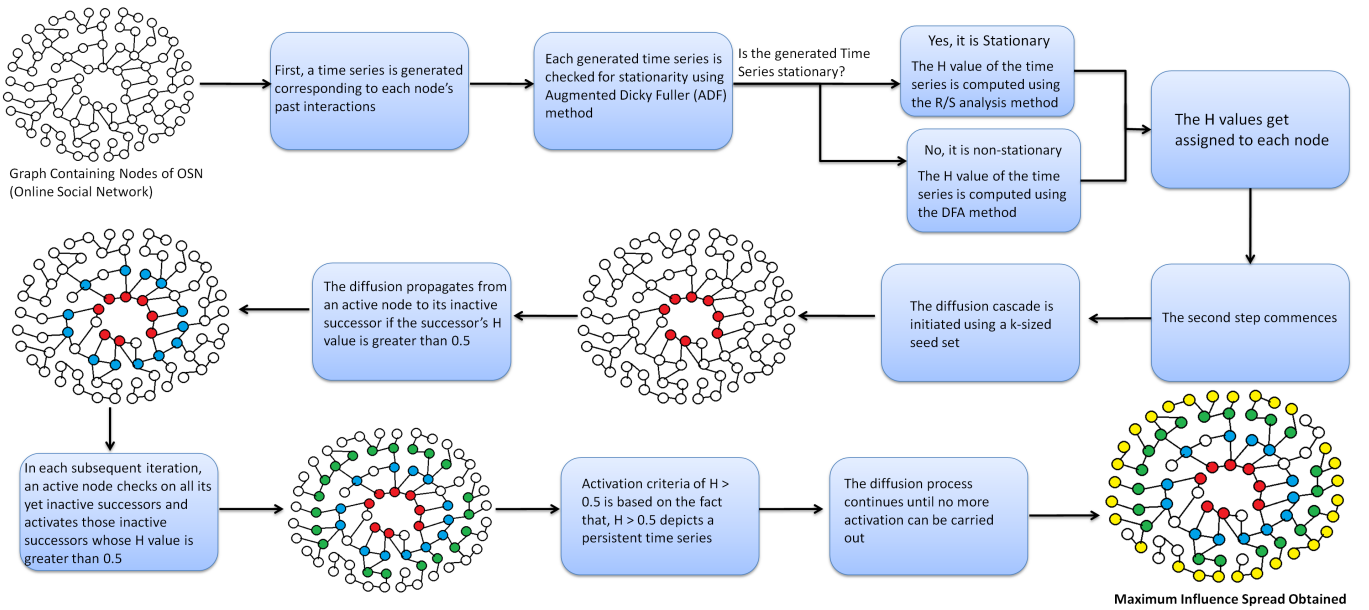 Graph Containing Nodes of OSN
(Online Social Network)
First, a time series is generated
corresponding to each node's
past interactions
Each generated time series is
checked for stationarity using
Augmented Dicky Fuller (ADF)
method
Is the generated Time
Series stationary?
Yes, it is Stationary
The H value of the time
series is computed using
the R/S analysis method
No, it is non-stationary
The H value of the time
series is computed using
the DFA method
The H values get
assigned to each node
The second step commences
The diffusion cascade is
initiated using a k-sized
seed set
The diffusion propagates from
an active node to its inactive
successor if the successor's H
value is greater than 0.5
In each subsequent iteration,
an active node checks on all its
yet inactive successors and
activates those inactive
successors whose H value is
greater than 0.5
Activation criteria of H >
0.5 is based on the fact
that, H > 0.5 depicts a
persistent time series
The diffusion process
continues until no more
activation can be carried
out
Maximum Influence Spread Obtained